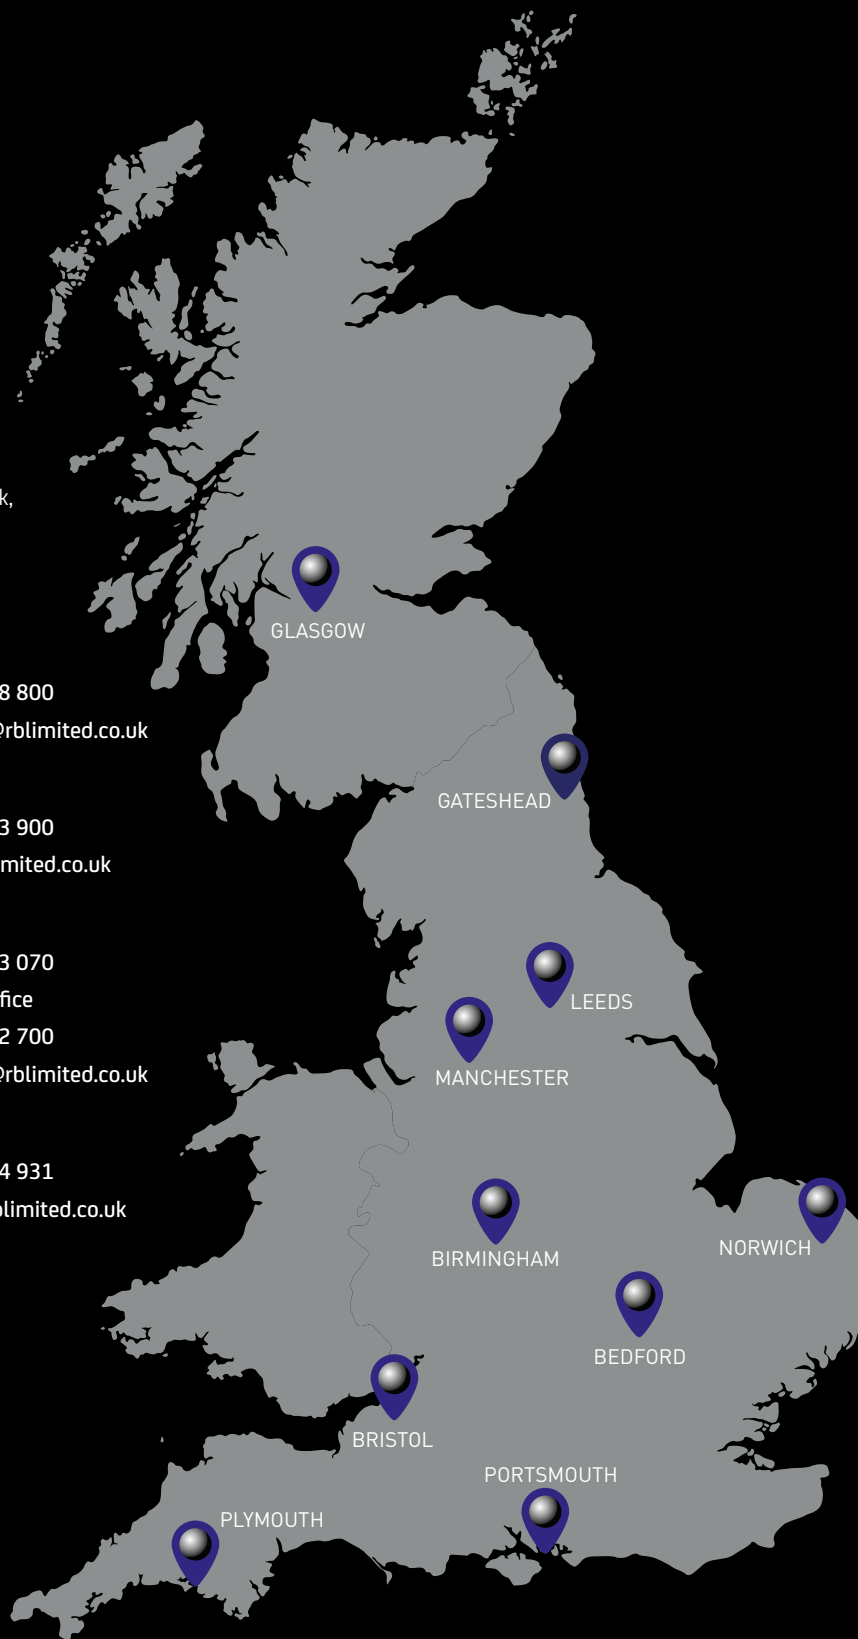 k,
8 800
@rblimited.co.uk
3 900
mited.co.uk
3 070
fice
2 700
@rblimited.co.uk
4 931
limited.co.uk
GLASGOW
GATESHEAD
LEEDS
MANCHESTER
BIRMINGHAM
NORWICH
BEDFORD
BRISTOL
PORTSMOUTH
PLYMOUTH